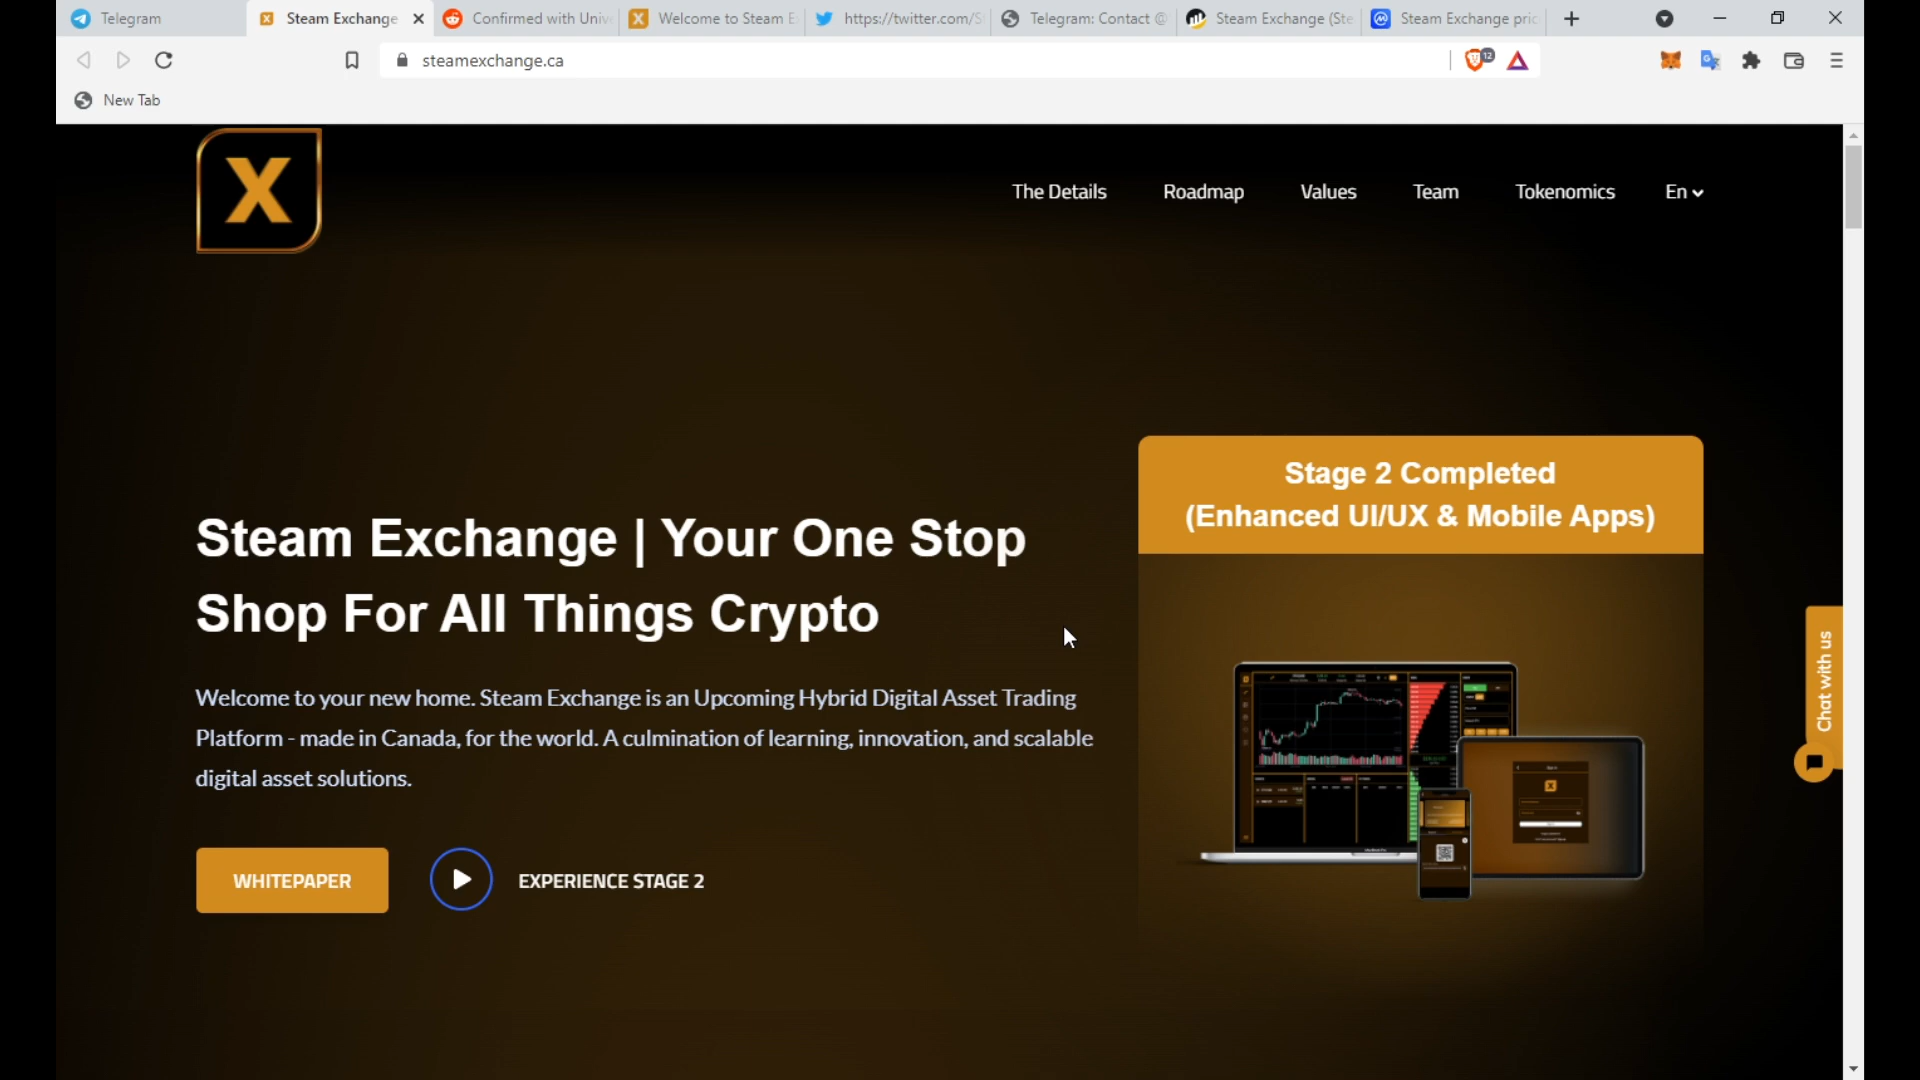 Telegram
Steam Exchange
Confirmed with Univ
Welcome to Steam E
https://twitter.com/S
Telegram: Contact @
Steam Exchange (Ste
Steam Exchange pric
steamexchange.ca
12
New Tab
X
The Details
Roadmap
Values
Team
Tokenomics
En
Stage 2 Completed
(Enhanced UI/UX & Mobile Apps)
Steam Exchange | Your One Stop
Shop For All Things Crypto
Welcome to your new home. Steam Exchange is an Upcoming Hybrid Digital Asset Trading
Platform - made in Canada, for the world. A culmination of learning, innovation, and scalable
digital asset solutions.
Chat with us
WHITEPAPER
EXPERIENCE STAGE 2